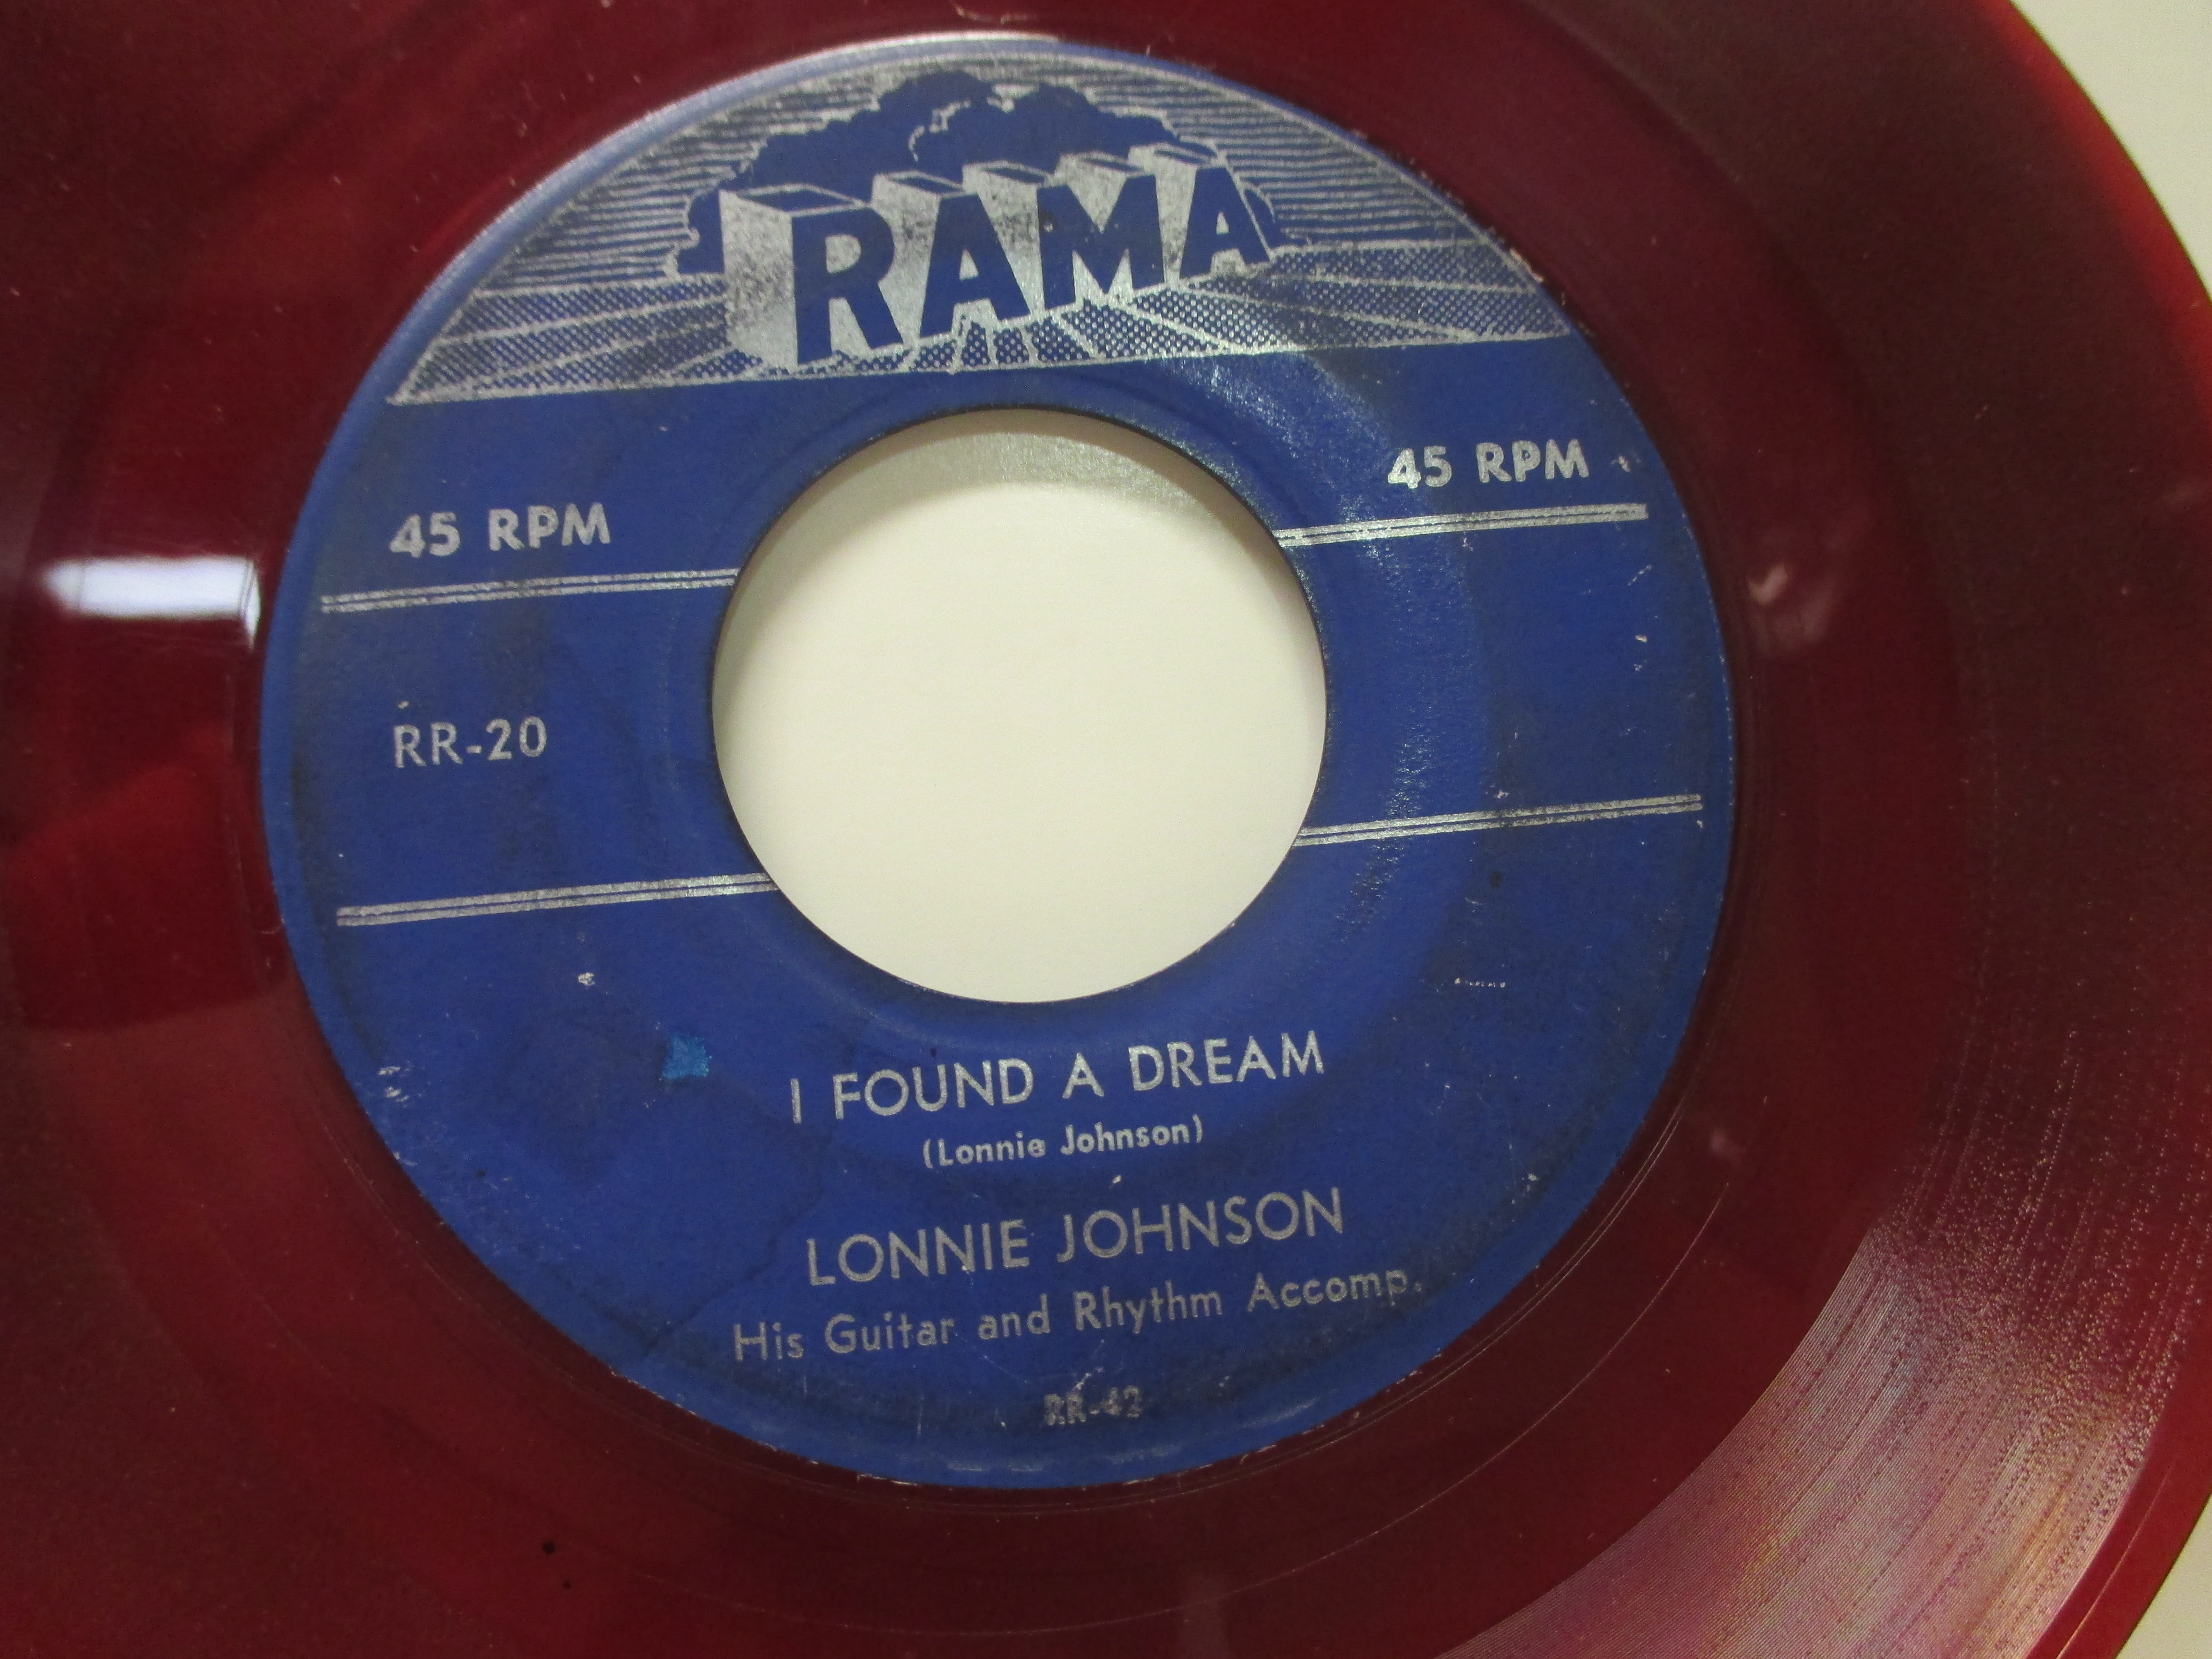 RAMA
45 RPM
45 RPM
RR-20
I FOUND A DREAM
(Lonnie Johnson)
LONNIE JOHNSON
His Guitar and Rhythm Accomp.
RR-42